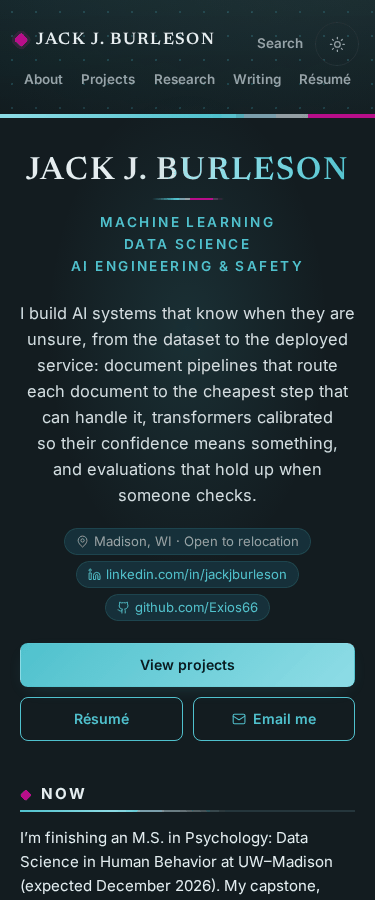 JACK J. BURLESON
Search
About Projects Research Writing Résumé
JACK J. BURLESON
MACHINE LEARNING
DATA SCIENCE
AI ENGINEERING & SAFETY
I build AI systems that know when they are
unsure, from the dataset to the deployed
service: document pipelines that route
each document to the cheapest step that
can handle it, transformers calibrated
so their confidence means something,
and evaluations that hold up when
someone checks.
Madison, WI · Open to relocation
linkedin.com/in/jackjburleson
github.com/Exios66
View projects
Résumé Email me
NOW
I’m finishing an M.S. in Psychology: Data
Science in Human Behavior at UW–Madison
(expected December 2026). My capstone,